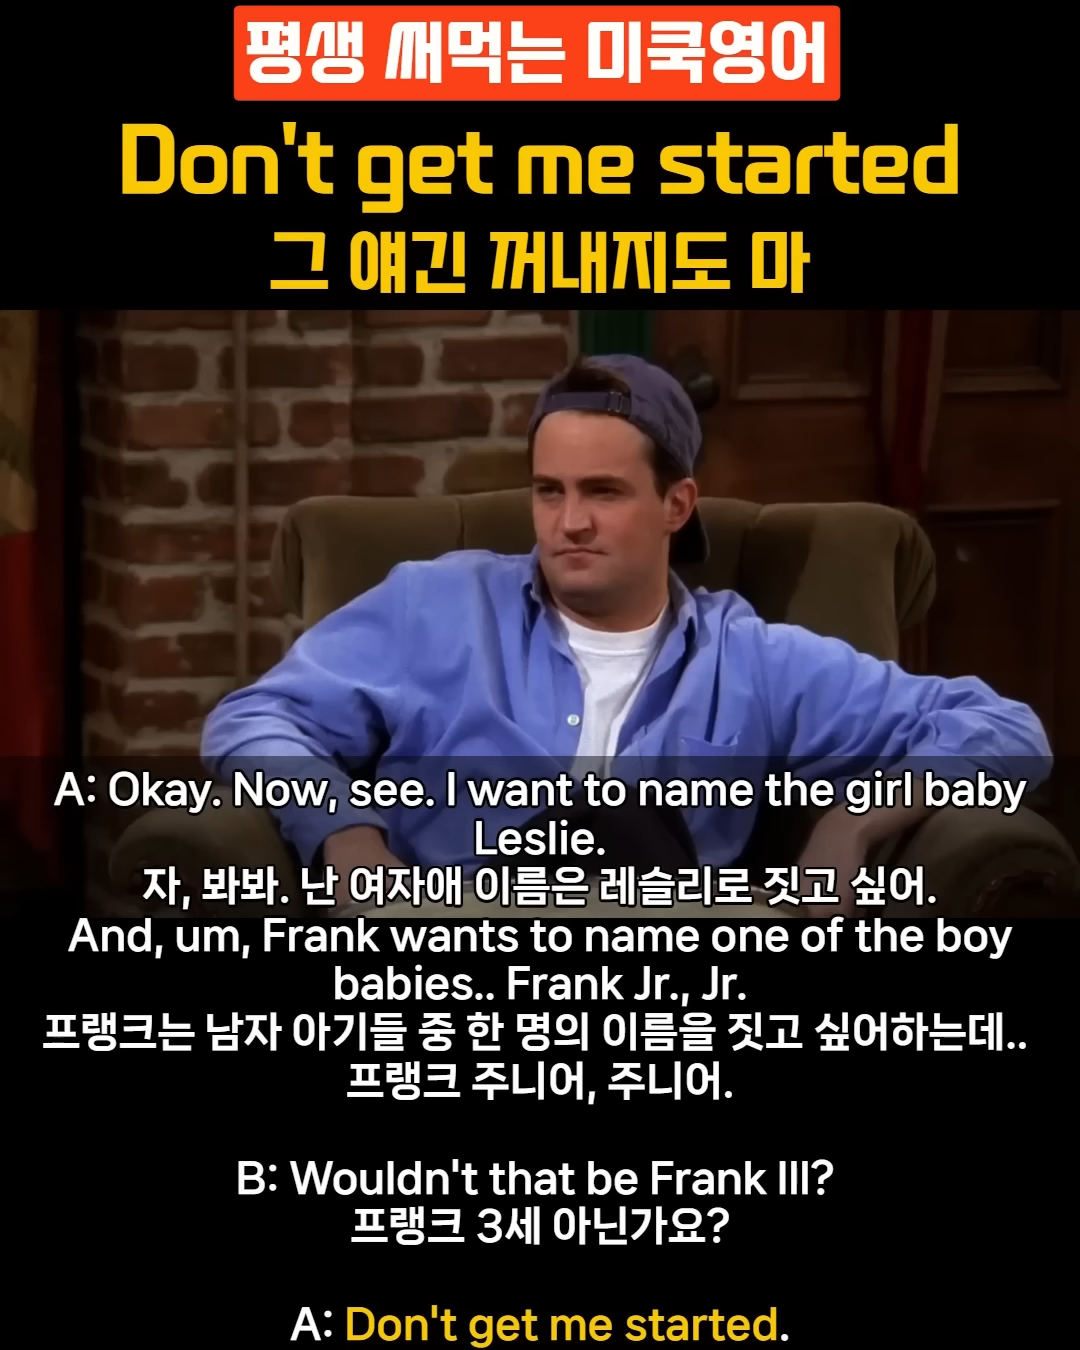 평생 써먹는 미쿡영어
Don't get me started
그 얘긴 꺼내지도 마
A: Okay. Now, see. I want to name the girl baby
Leslie.
자, 봐봐. 난 여자애 이름은 레슬리로 짓고 싶어.
And, um, Frank wants to name one of the boy
babies.. Frank Jr., Jr.
프랭크는 남자 아기들 중 한 명의 이름을 짓고 싶어하는데..
프랭크 주니어, 주니어.
B: Wouldn't that be Frank III?
프랭크 3세 아닌가요?
A: Don't get me started.